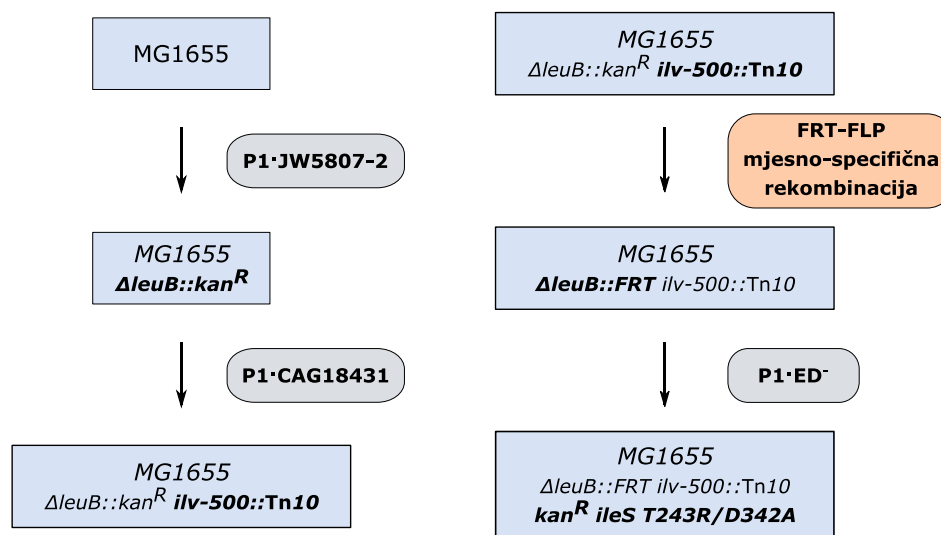 MG1655
P1·JW5807-2
MG1655
ΔleuB::kanR
P1·CAG18431
MG1655
ΔleuB::kanR ilv-500::Tn10
MG1655
ΔleuB::kanR ilv-500::Tn10
FRT-FLP
mjesno-specifična
rekombinacija
MG1655
ΔleuB::FRT ilv-500::Tn10
P1·ED⁻
MG1655
ΔleuB::FRT ilv-500::Tn10
kanR ileS T243R/D342A